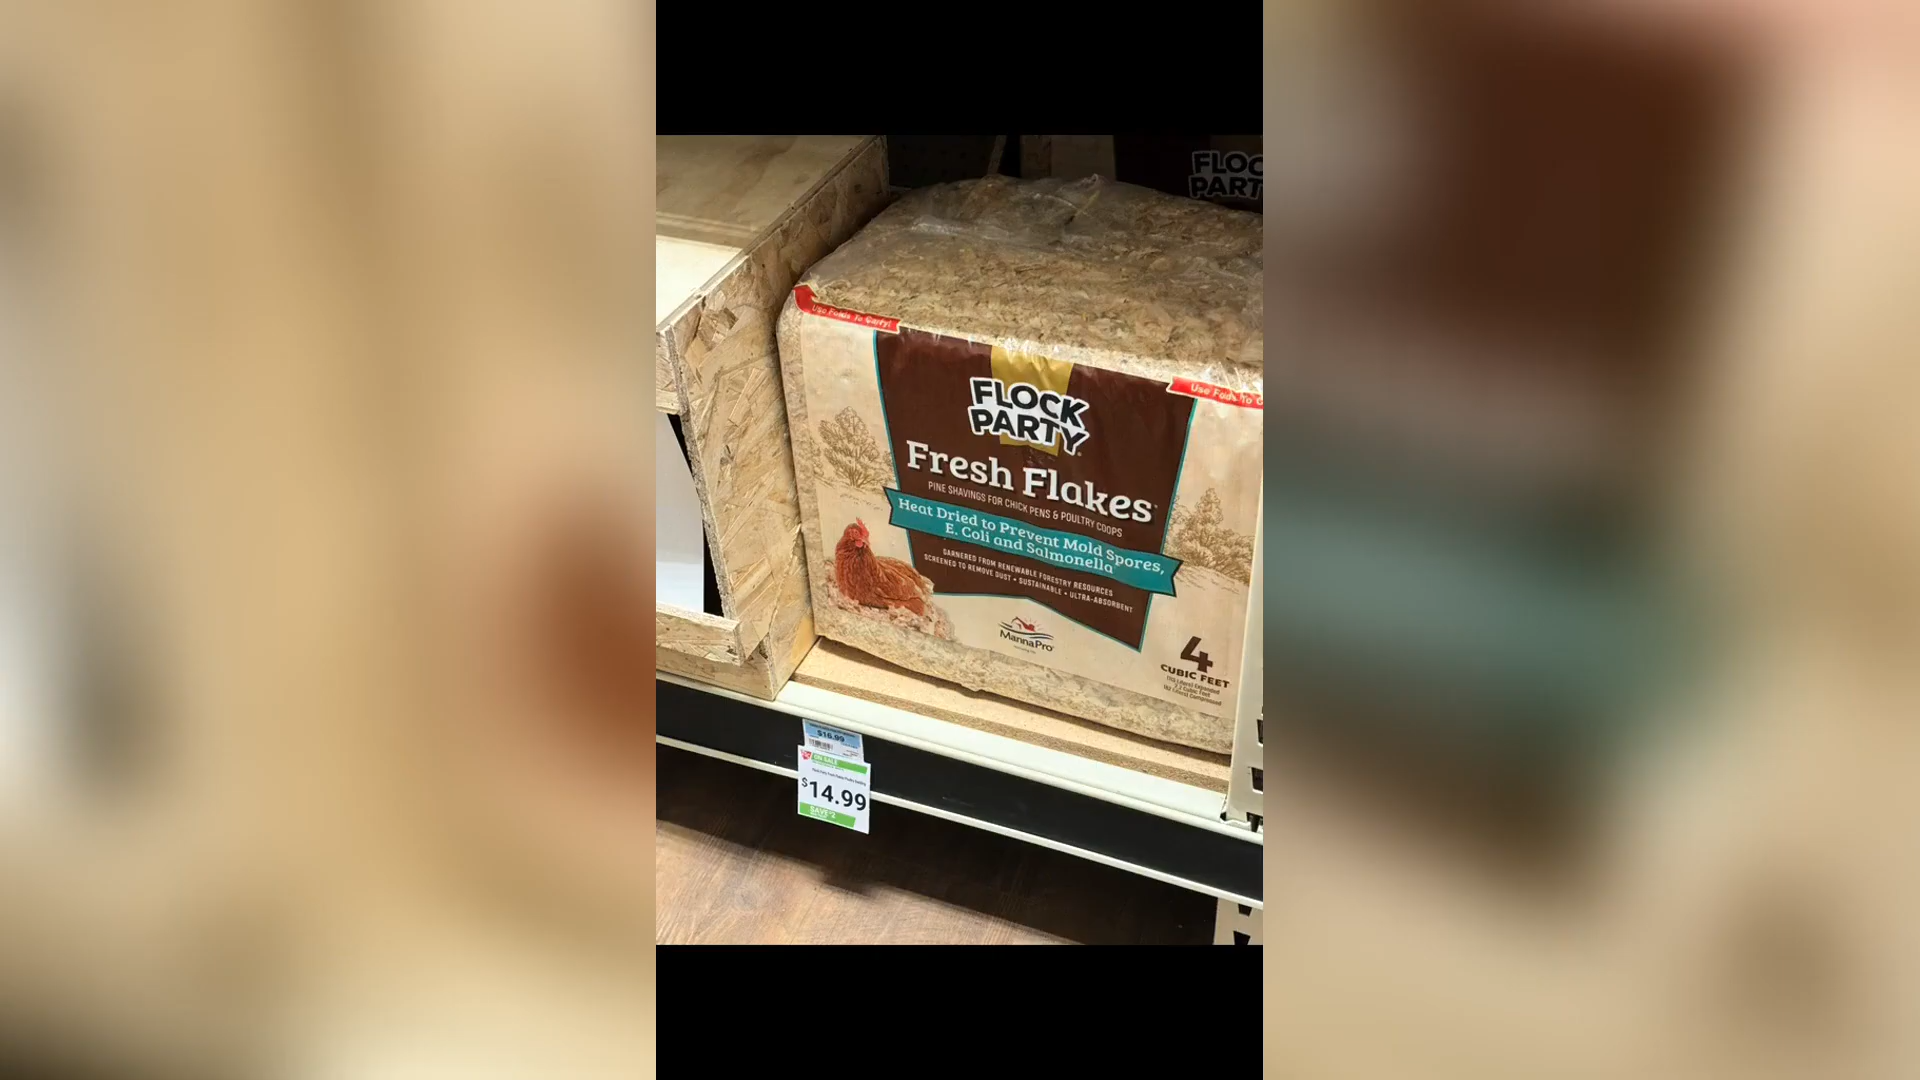 FLOC
PART
Use Folds To Carry!
Use Folds To C
FLOCK
PARTY
Fresh Flakes
PINE SHAVINGS FOR CHICK PENS & POULTRY COOPS
Heat Dried to Prevent Mold Spores,
E. Coli and Salmonella
GARNERED FROM RENEWABLE FORESTRY RESOURCES
SCREENED TO REMOVE DUST • SUSTAINABLE • ULTRA-ABSORBENT
MannaPro
4
CUBIC FEET
$16.99
ON SALE
$14.99
SAVE $2